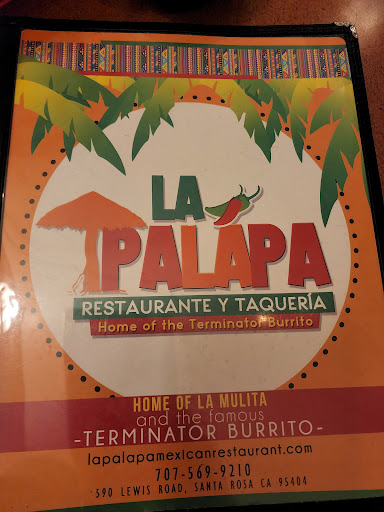 LA
PALAPA
RESTAURANTE Y TAQUERÍA
Home of the Terminator Burrito
HOME OF LA MULITA
and the famous
-TERMINATOR BURRITO-
lapalapamexicanrestaurant.com
707-569-9210
590 LEWIS ROAD, SANTA ROSA CA 95404